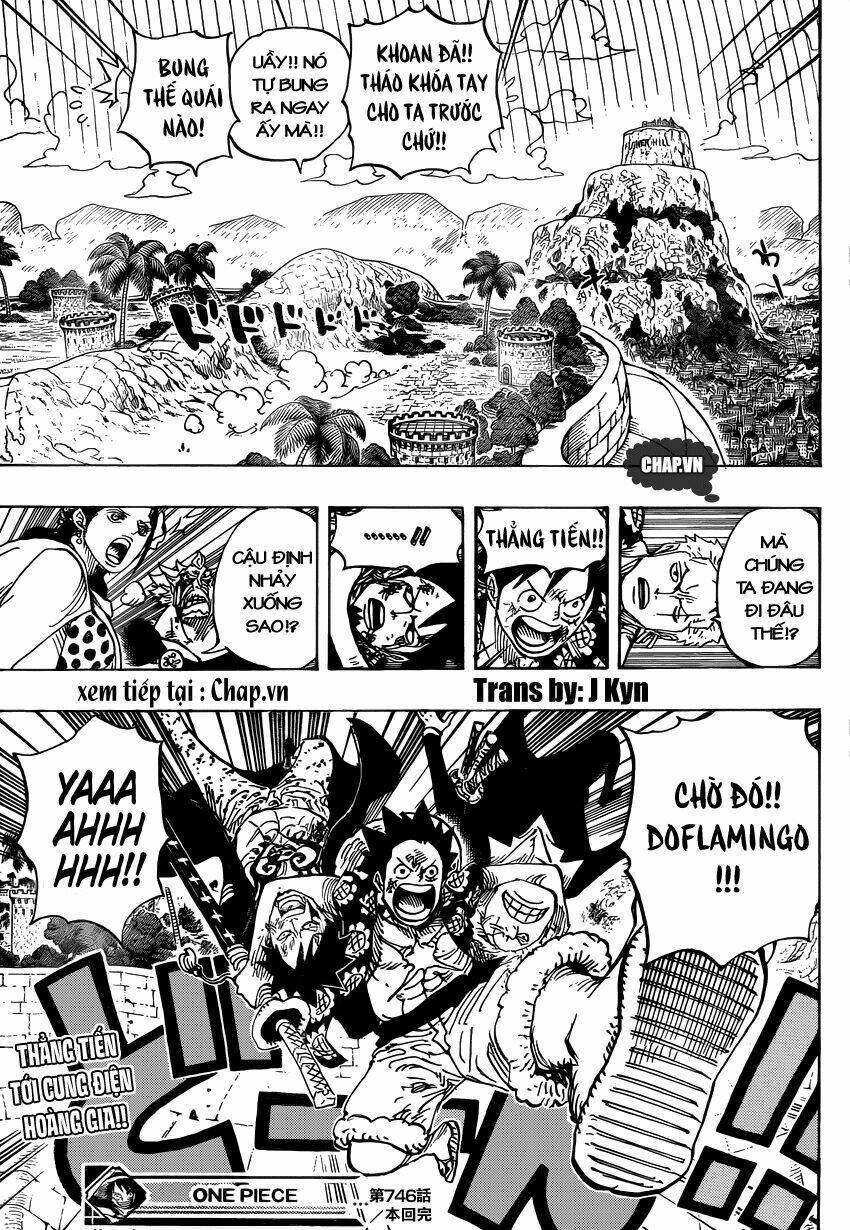 KHOAN ĐÃ!!
THÁO KHÓA TAY
CHO TA TRƯỚC
CHỨ!!
UẦY!! NÓ
TỰ BUNG
RA NGAY
ẤY MÀ!!
BUNG
THẾ QUÁI
NÀO!
FLOWER HILL
ドドドドドド
CHAP.VN
MÀ
CHÚNG
TA ĐANG
ĐI ĐÂU
THẾ!?
THẲNG TIẾN!!
......!!
CẬU ĐỊNH
NHẢY
XUỐNG
SAO!?
xem tiếp tại : Chap.vn
Trans by: J Kyn
CHỜ ĐÓ!!
DOFLAMINGO
!!!
YAAA
AHHH
HHH!!
THẲNG TIẾN
TỚI CUNG ĐIỆN
HOÀNG GIA!!
ONE PIECE
第746話
本回完